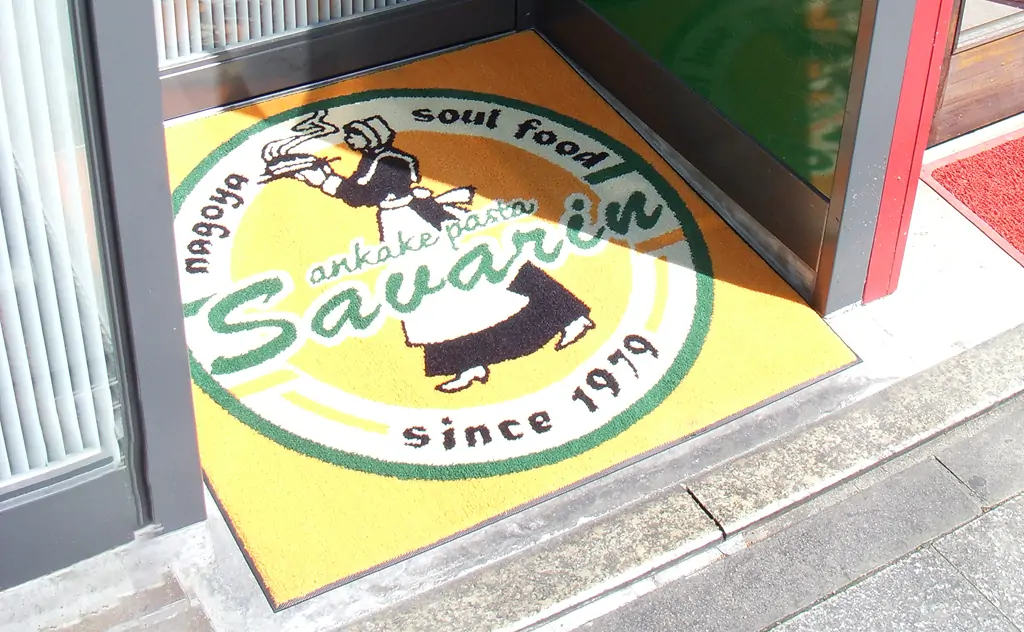 nagoya soul food
ankake pasta
Savarin
since 1979